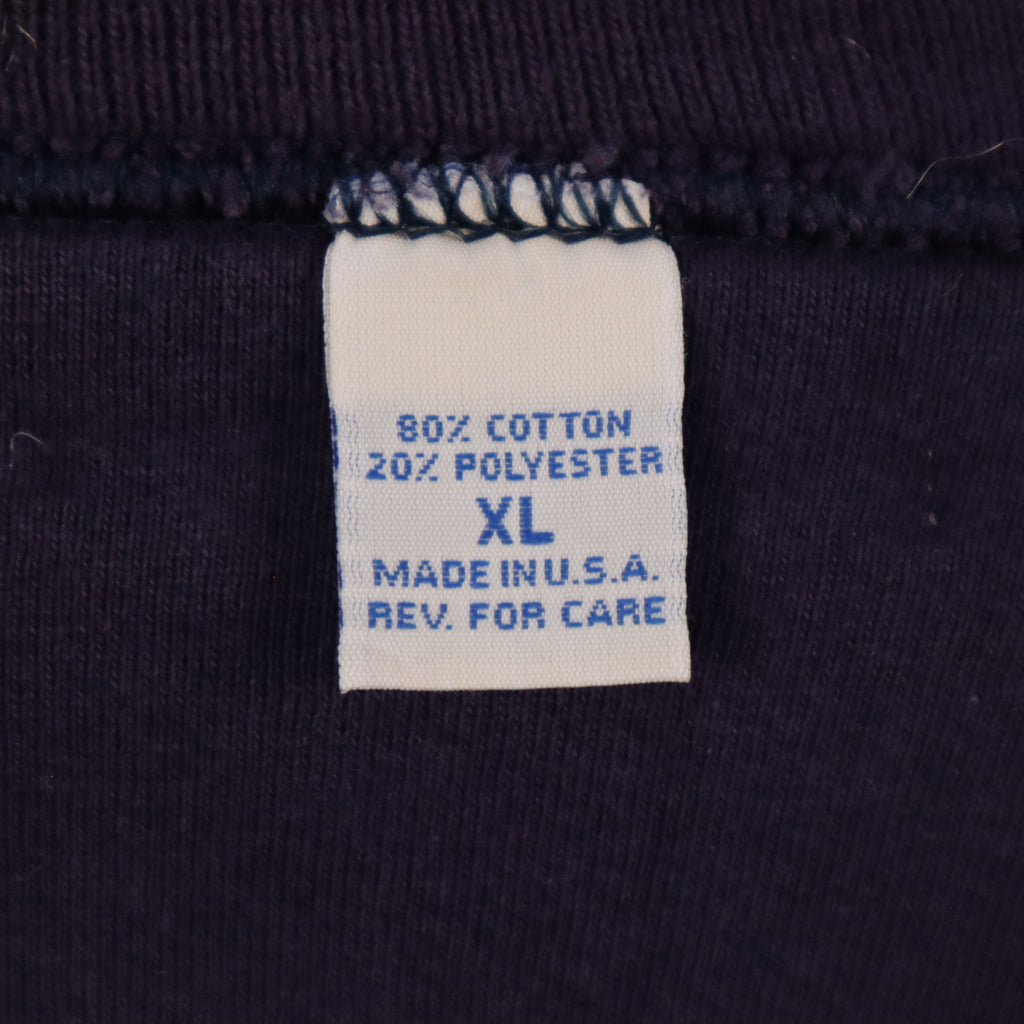 80% COTTON
20% POLYESTER
XL
MADE IN U.S.A.
REV. FOR CARE